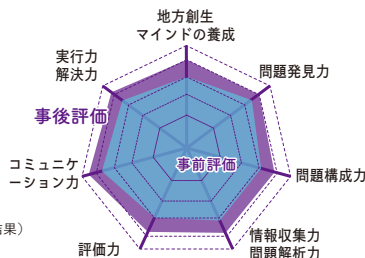 地方創生
マインドの養成
実行力
解決力
問題発見力
事後評価
コミュニケ
ーション力
事前評価
問題構成力
結果）
評価力
情報収集力
問題解析力